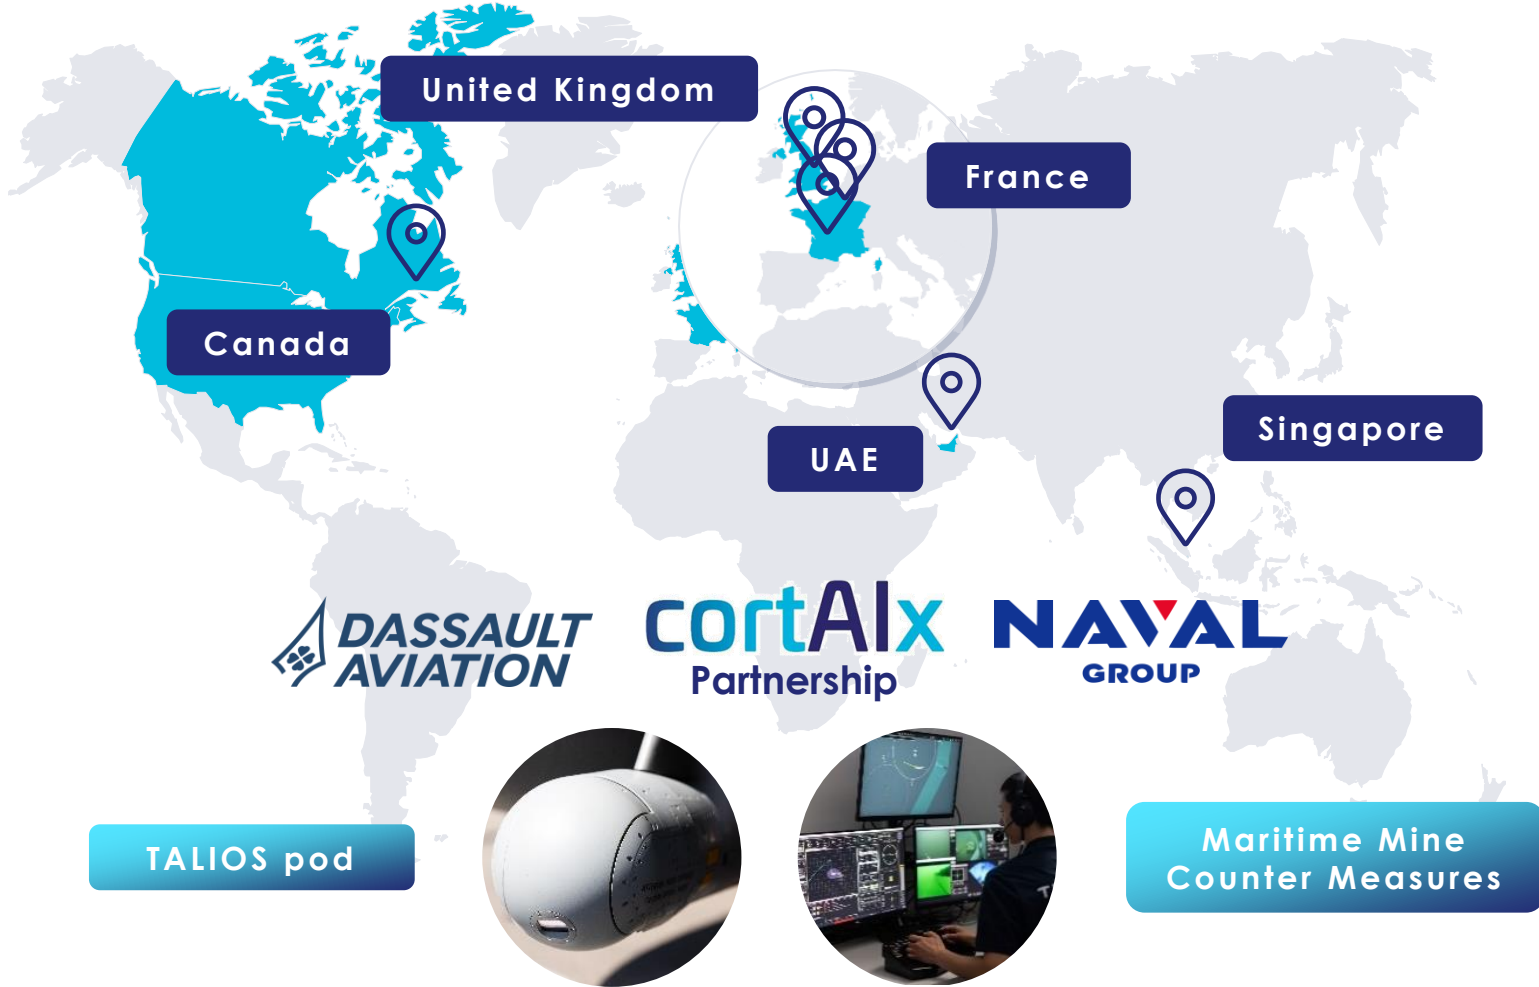 United Kingdom
France
Canada
Singapore
UAE
DASSAULT
AVIATION
cortAIx
Partnership
NAVAL
GROUP
TALIOS pod
Maritime Mine
Counter Measures